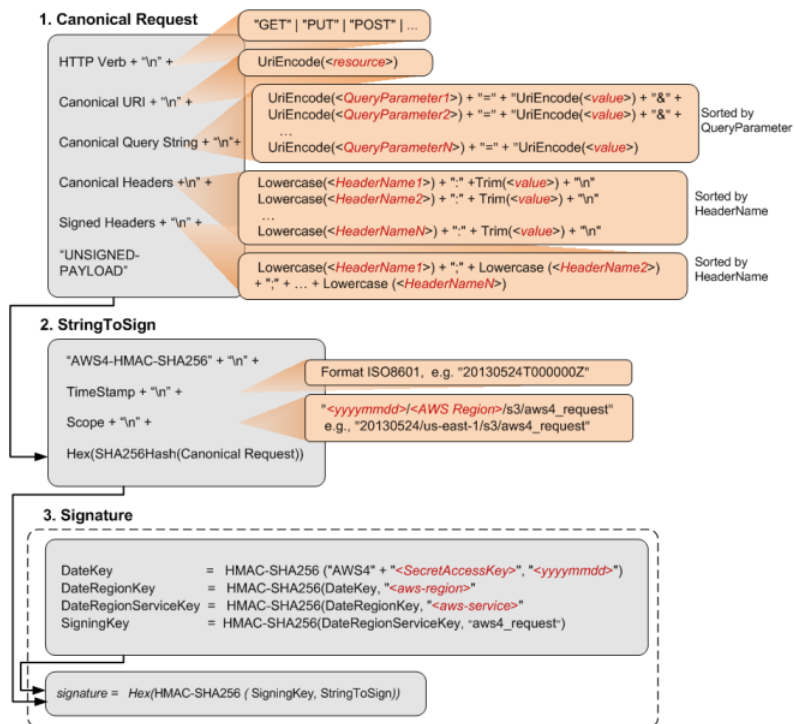 1. Canonical Request
"GET" | "PUT" | "POST" | ...
HTTP Verb + “\n” +
UriEncode(<resource>)
Canonical URI + “\n” +
UriEncode(<QueryParameter1>) + "=" + "UriEncode(<value>) + "&" +
UriEncode(<QueryParameter2>) + "=" + "UriEncode(<value>) + "&" +
...
UriEncode(<QueryParameterN>) + "=" + "UriEncode(<value>)
Sorted by
QueryParameter
Canonical Query String + “\n”+
Canonical Headers +\n” +
Lowercase(<HeaderName1>) + ":" +Trim(<value>) + "\n"
Lowercase(<HeaderName2>) + ":" + Trim(<value>) + "\n"
...
Lowercase(<HeaderNameN>) + ":" + Trim(<value>) + "\n"
Sorted by
HeaderName
Signed Headers + “\n” +
Lowercase(<HeaderName1>) + ";" + Lowercase (<HeaderName2>)
+ ";" + ... + Lowercase (<HeaderNameN>)
Sorted by
HeaderName
“UNSIGNED-
PAYLOAD”
2. StringToSign
“AWS4-HMAC-SHA256” + “\n” +
TimeStamp + “\n” +
Format ISO8601, e.g. "20130524T000000Z"
Scope + “\n” +
"<yyyymmdd>/<AWS Region>/s3/aws4_request"
e.g., "20130524/us-east-1/s3/aws4_request"
Hex(SHA256Hash(Canonical Request))
3. Signature
DateKey = HMAC-SHA256 ("AWS4" + "<SecretAccessKey>", "<yyyymmdd>")
DateRegionKey = HMAC-SHA256(DateKey, "<aws-region>"
DateRegionServiceKey = HMAC-SHA256(DateRegionKey, "<aws-service>"
SigningKey = HMAC-SHA256(DateRegionServiceKey, "aws4_request")
signature = Hex(HMAC-SHA256 ( SigningKey, StringToSign))